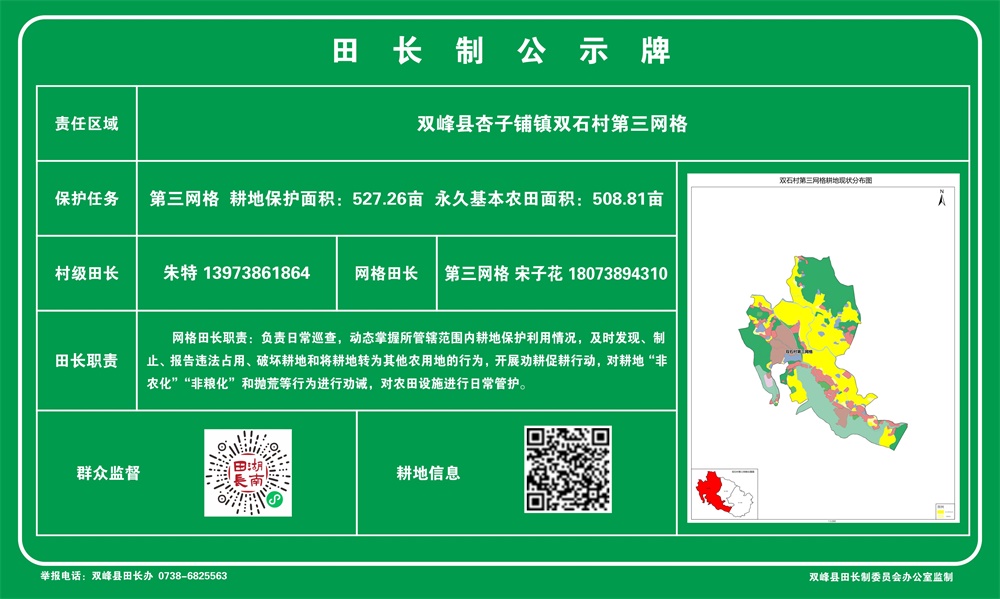 田长制公示牌
责任区域
双峰县杏子铺镇双石村第三网格
保护任务
第三网格 耕地保护面积：527.26亩 永久基本农田面积：508.81亩
村级田长
朱特 13973861864
网格田长
第三网格 宋子花 18073894310
田长职责
网格田长职责：负责日常巡查，动态掌握所管辖范围内耕地保护利用情况，及时发现、制
止、报告违法占用、破坏耕地和将耕地转为其他农用地的行为，开展劝耕促耕行动，对耕地“非
农化”“非粮化”和抛荒等行为进行劝诫，对农田设施进行日常管护。
双石村第三网格耕地现状分布图
N
双石村第三网格
群众监督
湖南田長
耕地信息
举报电话：双峰县田长办 0738-6825563
双峰县田长制委员会办公室监制